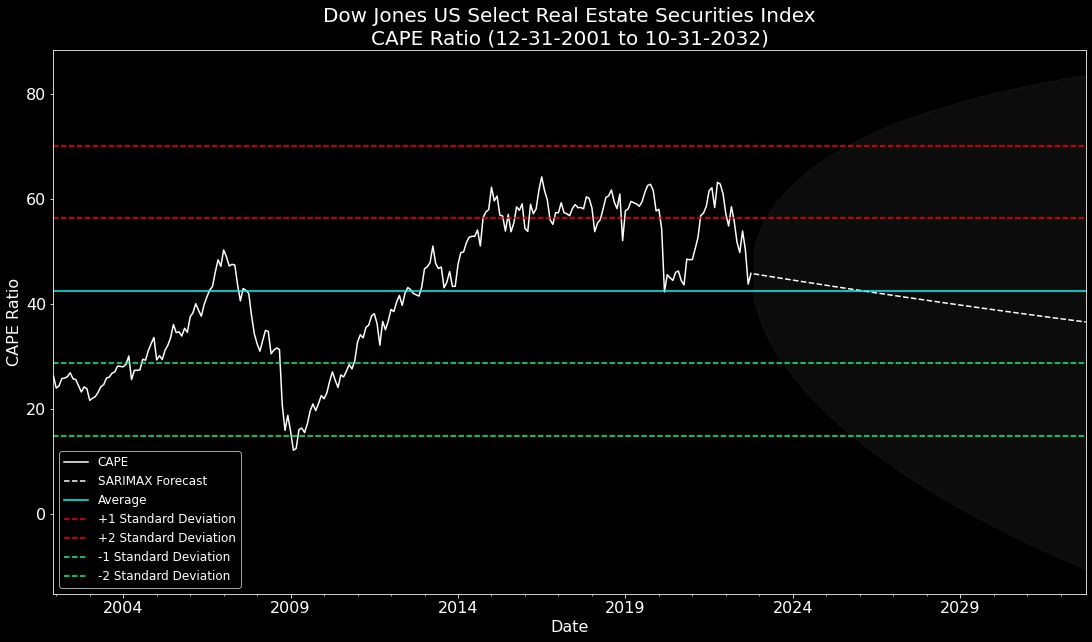 Dow Jones US Select Real Estate Securities Index
CAPE Ratio (12-31-2001 to 10-31-2032)
80
60
40
20
0
CAPE Ratio
CAPE
SARIMAX Forecast
Average
+1 Standard Deviation
+2 Standard Deviation
-1 Standard Deviation
-2 Standard Deviation
2004 2009 2014 2019 2024 2029
Date